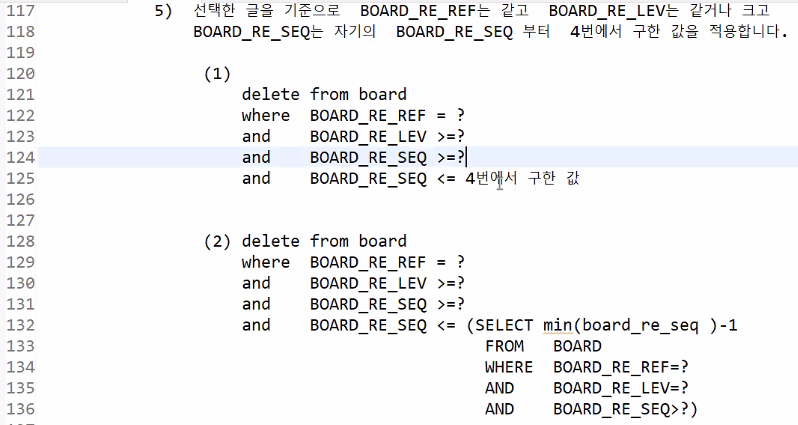 117 5) 선택한 글을 기준으로 BOARD_RE_REF는 같고 BOARD_RE_LEV는 같거나 크고
118 BOARD_RE_SEQ는 자기의 BOARD_RE_SEQ 부터 4번에서 구한 값을 적용합니다.
119
120 (1)
121 delete from board
122 where BOARD_RE_REF = ?
123 and BOARD_RE_LEV >=?
124 and BOARD_RE_SEQ >=?
125 and BOARD_RE_SEQ <= 4번에서 구한 값
126
127
128 (2) delete from board
129 where BOARD_RE_REF = ?
130 and BOARD_RE_LEV >=?
131 and BOARD_RE_SEQ >=?
132 and BOARD_RE_SEQ <= (SELECT min(board_re_seq )-1
133 FROM BOARD
134 WHERE BOARD_RE_REF=?
135 AND BOARD_RE_LEV=?
136 AND BOARD_RE_SEQ>?)